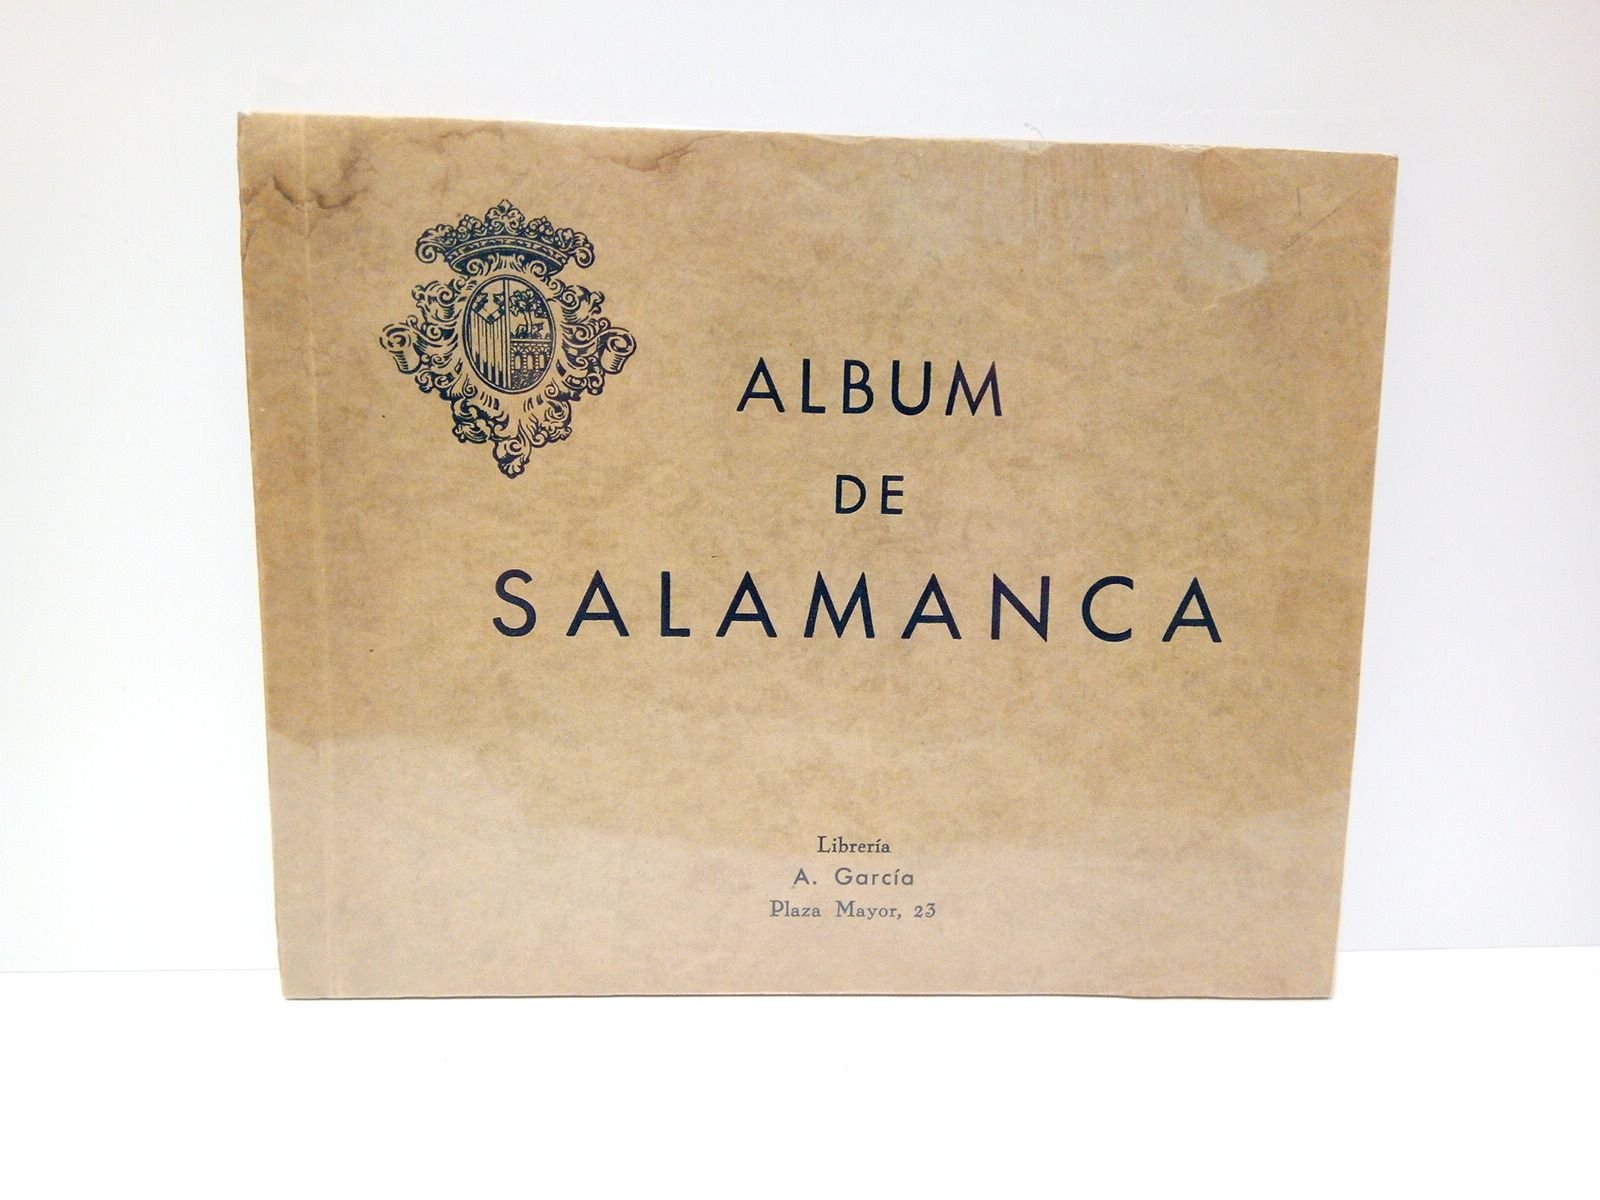 ALBUM
DE
SALAMANCA
Librería
A. García
Plaza Mayor, 23